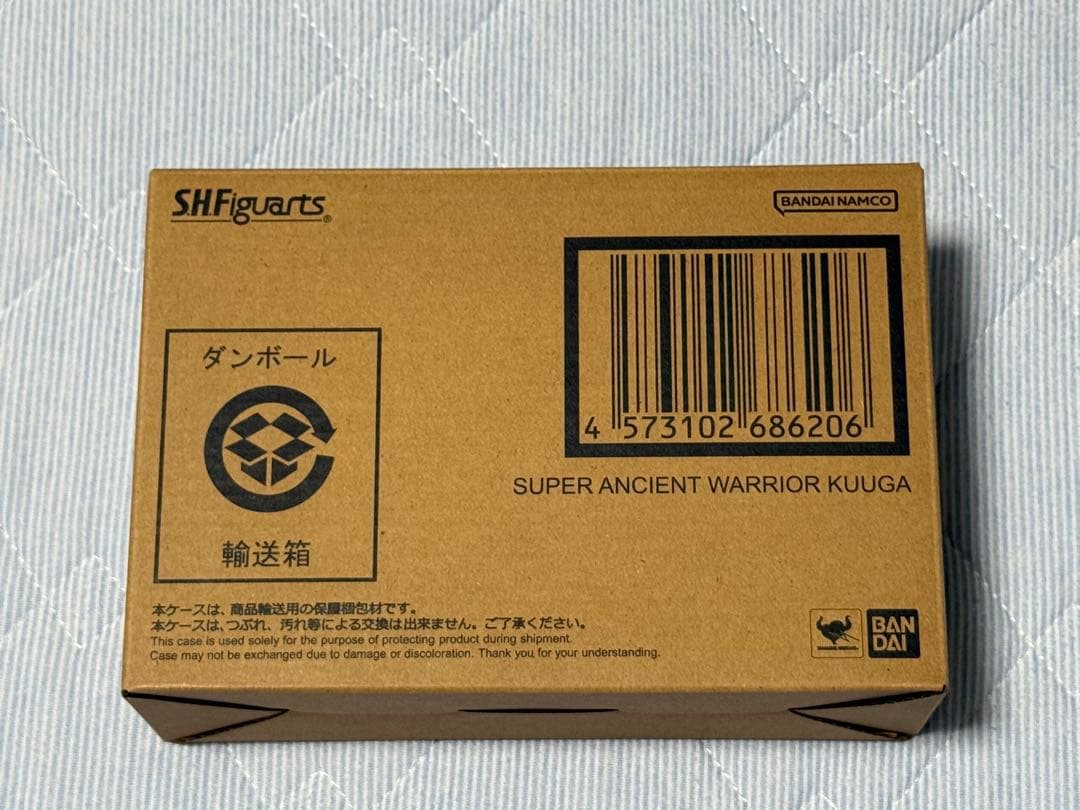 S.H.Figuarts®
BANDAI NAMCO
4 573102 686206
SUPER ANCIENT WARRIOR KUUGA
ダンボール
輸送箱
本ケースは、商品輸送用の保護梱包材です。
本ケースは、つぶれ、汚れ等による交換は出来ません。ご了承ください。
This case is used solely for the purpose of protecting product during shipment.
Case may not be exchanged due to damage or discoloration. Thank you for your understanding.
BAN
DAI